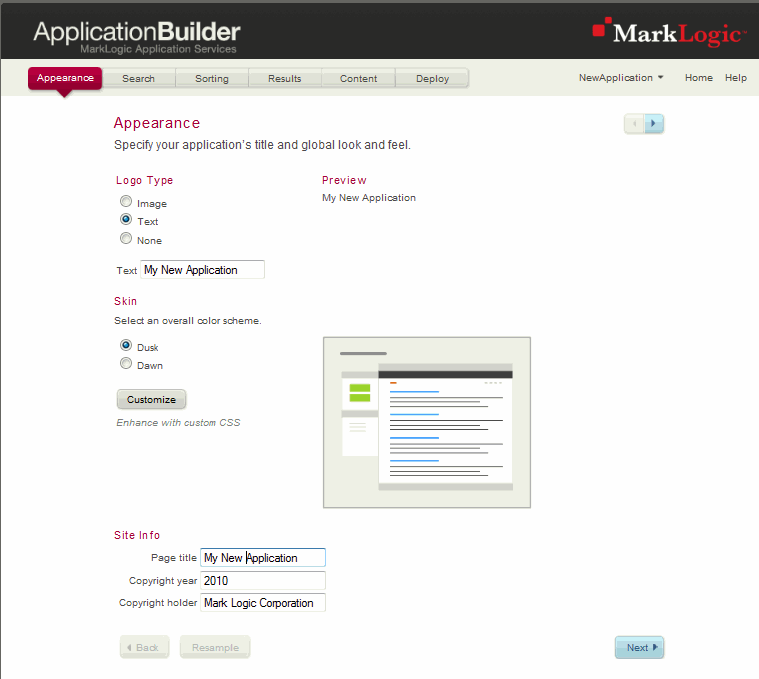 ApplicationBuilder
MarkLogic Application Services
MarkLogic
Appearance Search Sorting Results Content Deploy NewApplication Home Help
Appearance
Specify your application's title and global look and feel.
Logo Type
Image
Text
None
Text My New Application
Preview
My New Application
Skin
Select an overall color scheme.
Dusk
Dawn
Customize
Enhance with custom CSS
Site Info
Page title My New Application
Copyright year 2010
Copyright holder Mark Logic Corporation
Back Resample Next